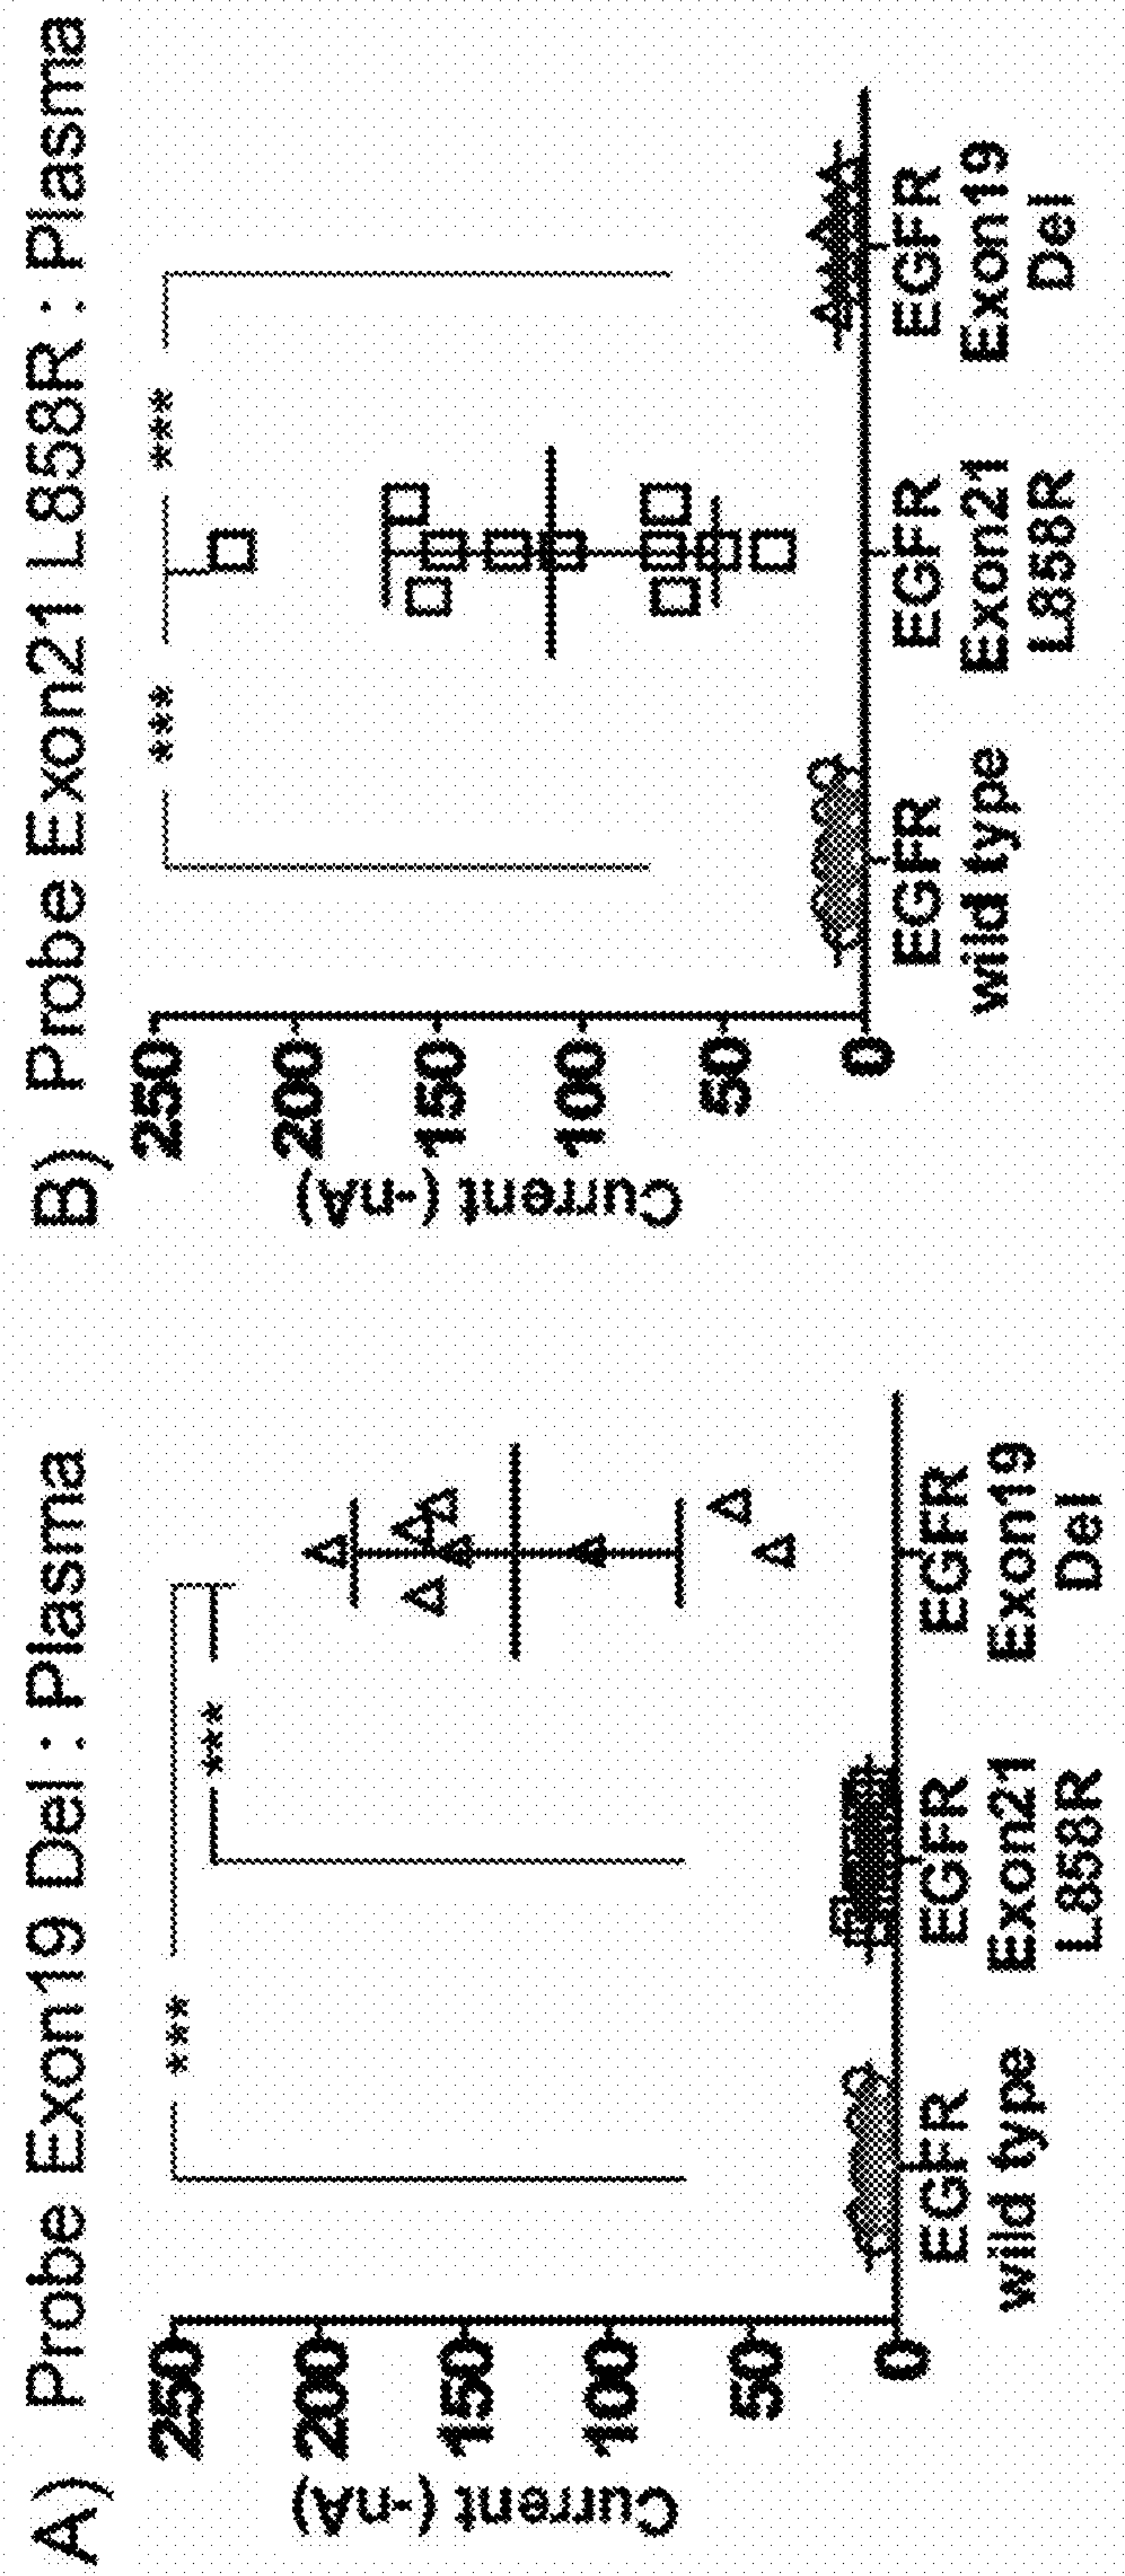 A) Probe Exon19 Del : Plasma
Current (-nA)
250
200
150
100
50
0
***
***
EGFR
wild type
EGFR
Exon21
L858R
EGFR
Exon19
Del
B) Probe Exon21 L858R : Plasma
Current (-nA)
250
200
150
100
50
0
***
***
EGFR
wild type
EGFR
Exon21
L858R
EGFR
Exon19
Del